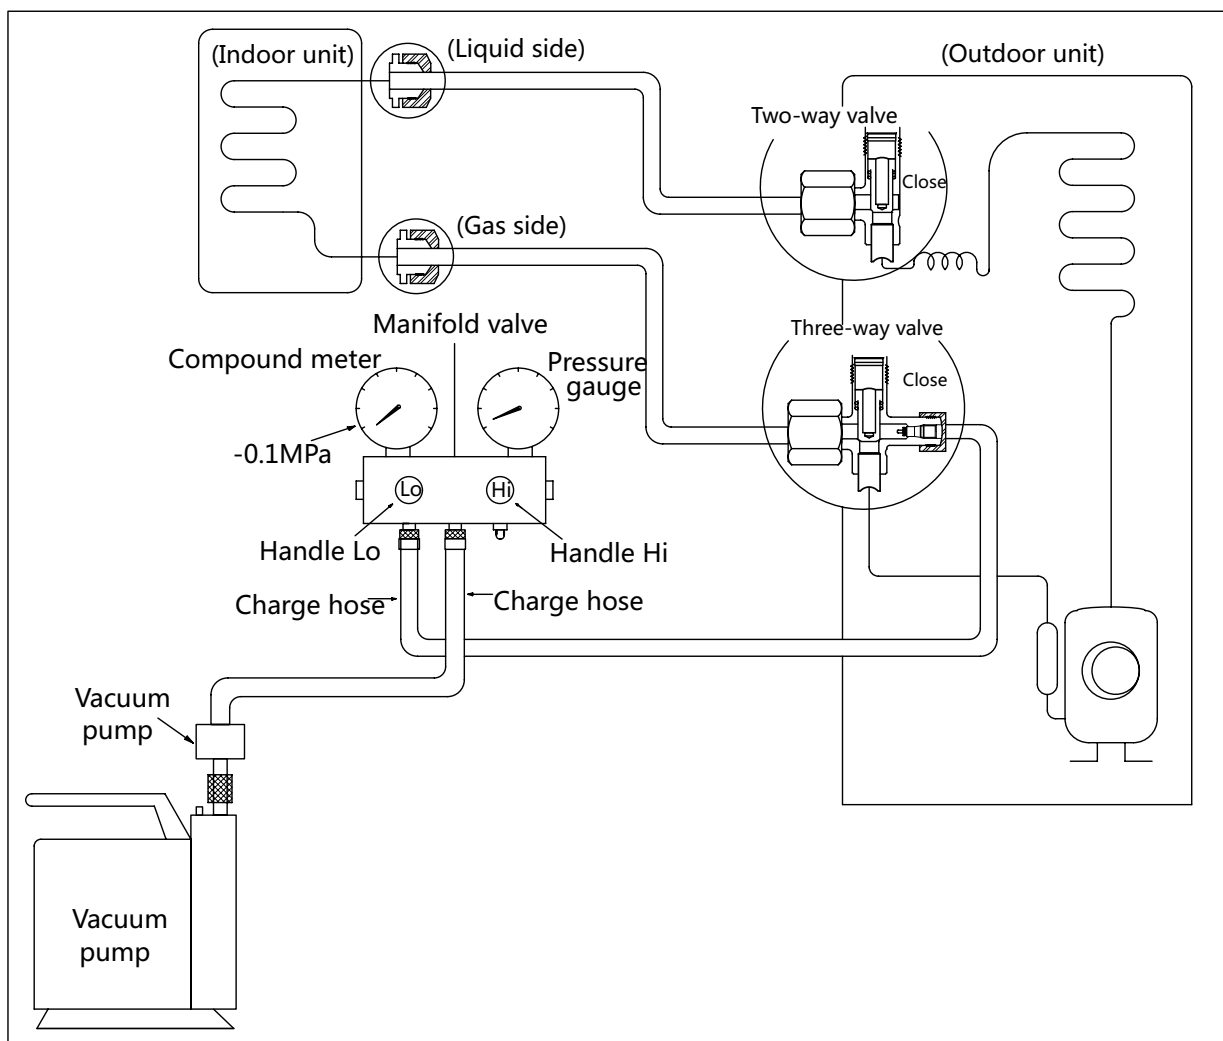 (Indoor unit)
(Liquid side)
(Outdoor unit)
Two-way valve
Close
(Gas side)
Manifold valve
Three-way valve
Compound meter
Pressure
gauge
Close
-0.1MPa
Lo
Hi
Handle Lo
Handle Hi
Charge hose
Charge hose
Vacuum
pump
Vacuum
pump